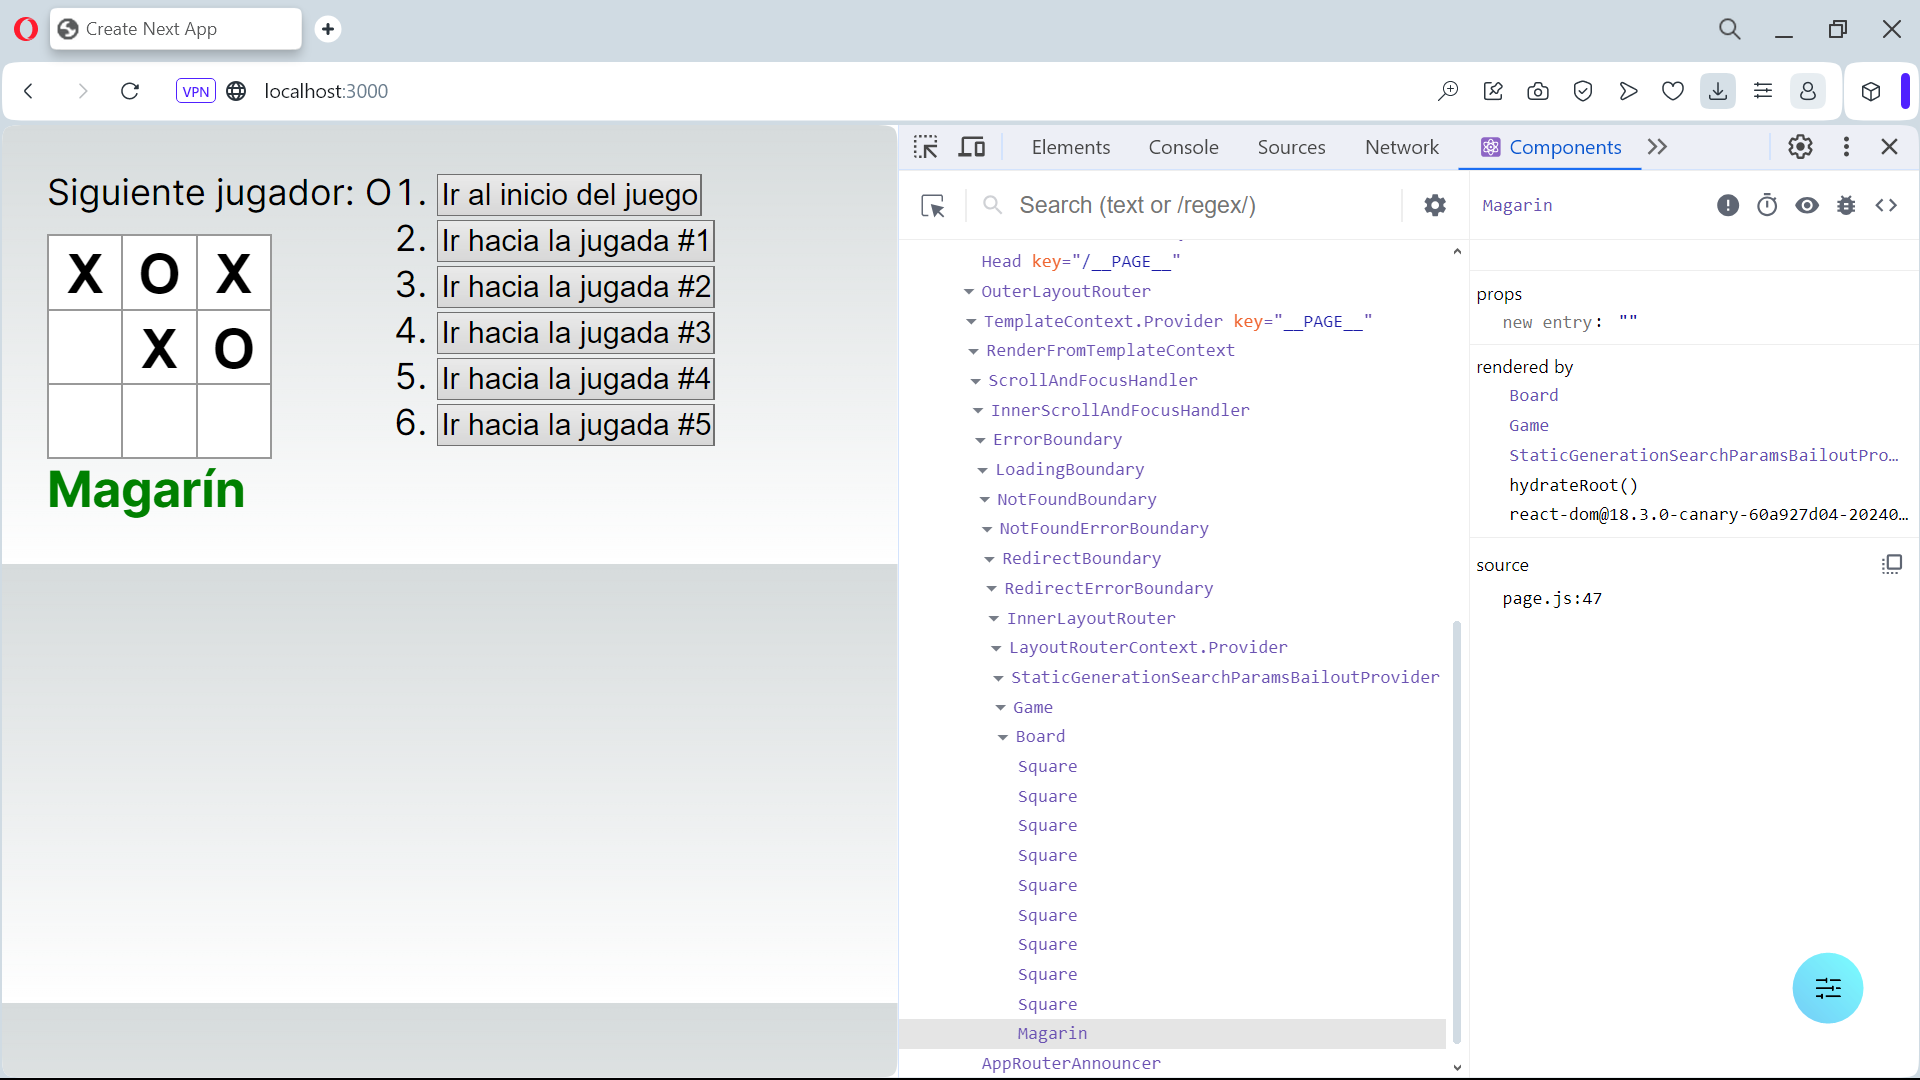 Create Next App
VPN
localhost:3000
Siguiente jugador: O
X O X
X O
Magarín
1. Ir al inicio del juego
2. Ir hacia la jugada #1
3. Ir hacia la jugada #2
4. Ir hacia la jugada #3
5. Ir hacia la jugada #4
6. Ir hacia la jugada #5
Elements Console Sources Network Components
Search (text or /regex/)
Head key="/__PAGE__"
OuterLayoutRouter
TemplateContext.Provider key="__PAGE__"
RenderFromTemplateContext
ScrollAndFocusHandler
InnerScrollAndFocusHandler
ErrorBoundary
LoadingBoundary
NotFoundBoundary
NotFoundErrorBoundary
RedirectBoundary
RedirectErrorBoundary
InnerLayoutRouter
LayoutRouterContext.Provider
StaticGenerationSearchParamsBailoutProvider
Game
Board
Square
Square
Square
Square
Square
Square
Square
Square
Square
Magarin
AppRouterAnnouncer
Magarin
props
new entry: ""
rendered by
Board
Game
StaticGenerationSearchParamsBailoutPro…
hydrateRoot()
react-dom@18.3.0-canary-60a927d04-20240…
source
page.js:47